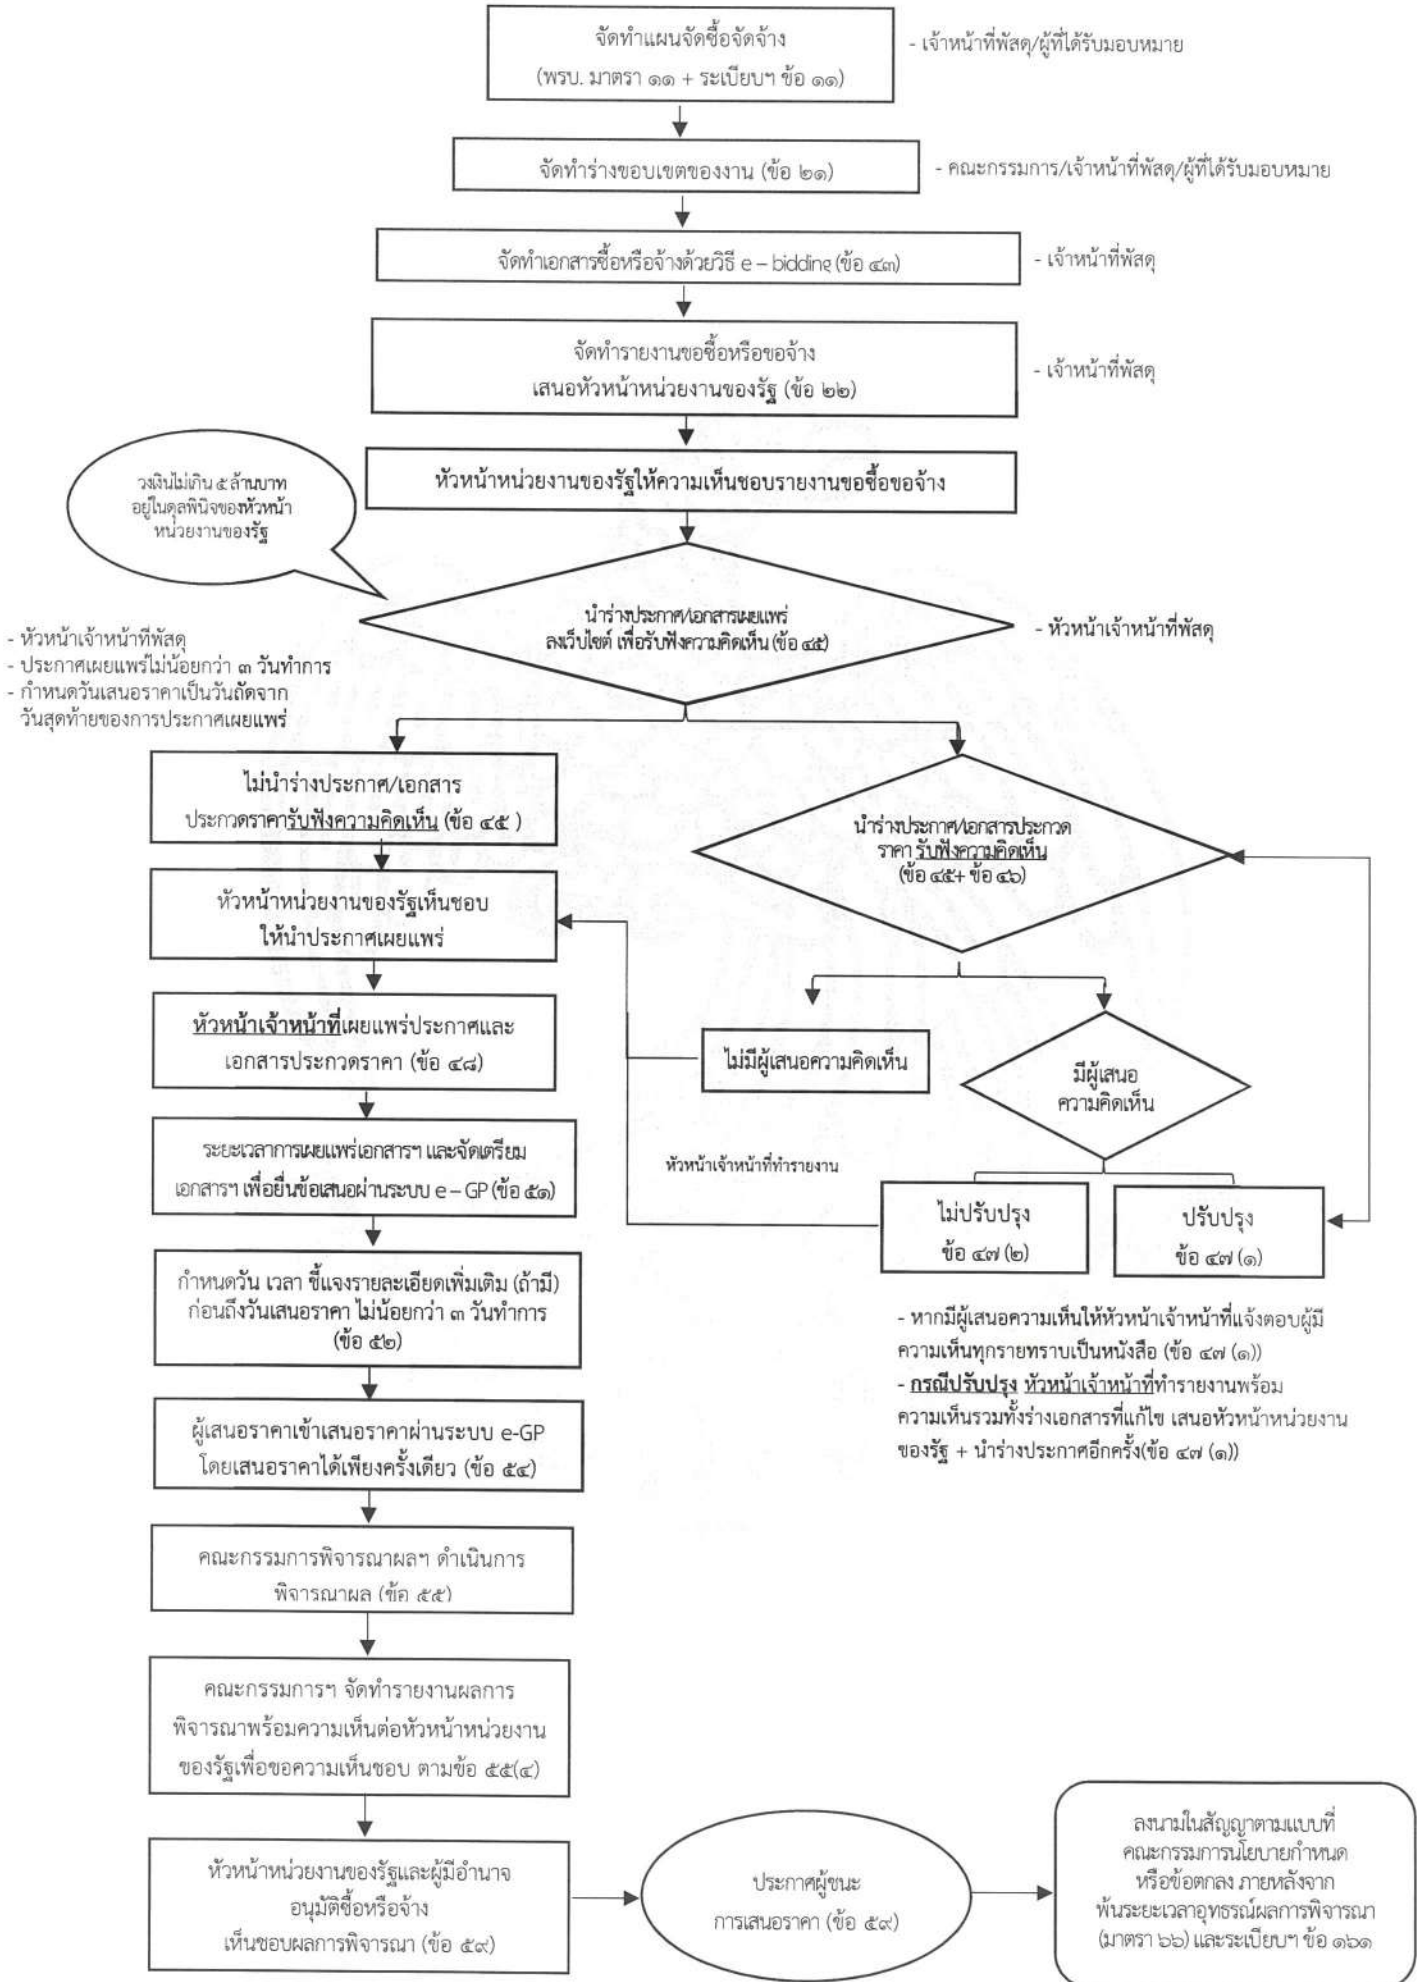 จัดทำแผนจัดซื้อจัดจ้าง
(พรบ. มาตรา ๑๑ + ระเบียบฯ ข้อ ๑๑)
- เจ้าหน้าที่พัสดุ/ผู้ที่ได้รับมอบหมาย
จัดทำร่างขอบเขตของงาน (ข้อ ๒๑)
- คณะกรรมการ/เจ้าหน้าที่พัสดุ/ผู้ที่ได้รับมอบหมาย
จัดทำเอกสารซื้อหรือจ้างด้วยวิธี e – bidding (ข้อ ๔๓)
- เจ้าหน้าที่พัสดุ
จัดทำรายงานขอซื้อหรือขอจ้าง
เสนอหัวหน้าหน่วยงานของรัฐ (ข้อ ๒๒)
- เจ้าหน้าที่พัสดุ
หัวหน้าหน่วยงานของรัฐให้ความเห็นชอบรายงานขอซื้อขอจ้าง
วงเงินไม่เกิน ๕ ล้านบาท
อยู่ในดุลพินิจของหัวหน้า
หน่วยงานของรัฐ
นำร่างประกาศ/เอกสารเผยแพร่
ลงเว็บไซต์ เพื่อรับฟังความคิดเห็น (ข้อ ๔๕)
- หัวหน้าเจ้าหน้าที่พัสดุ
- หัวหน้าเจ้าหน้าที่พัสดุ
- ประกาศเผยแพร่ไม่น้อยกว่า ๓ วันทำการ
- กำหนดวันเสนอราคาเป็นวันถัดจาก
วันสุดท้ายของการประกาศเผยแพร่
ไม่นำร่างประกาศ/เอกสาร
ประกวดราคารับฟังความคิดเห็น (ข้อ ๔๕ )
นำร่างประกาศ/เอกสารประกวด
ราคา รับฟังความคิดเห็น
(ข้อ ๔๕+ ข้อ ๔๖)
หัวหน้าหน่วยงานของรัฐเห็นชอบ
ให้นำประกาศเผยแพร่
หัวหน้าเจ้าหน้าที่เผยแพร่ประกาศและ
เอกสารประกวดราคา (ข้อ ๔๘)
ไม่มีผู้เสนอความคิดเห็น
มีผู้เสนอ
ความคิดเห็น
ระยะเวลาการเผยแพร่เอกสารฯ และจัดเตรียม
เอกสารฯ เพื่อยื่นข้อเสนอผ่านระบบ e – GP (ข้อ ๕๑)
หัวหน้าเจ้าหน้าที่ทำรายงาน
ไม่ปรับปรุง
ข้อ ๔๗ (๒)
ปรับปรุง
ข้อ ๔๗ (๑)
กำหนดวัน เวลา ชี้แจงรายละเอียดเพิ่มเติม (ถ้ามี)
ก่อนถึงวันเสนอราคา ไม่น้อยกว่า ๓ วันทำการ
(ข้อ ๕๒)
- หากมีผู้เสนอความเห็นให้หัวหน้าเจ้าหน้าที่แจ้งตอบผู้มี
ความเห็นทุกรายทราบเป็นหนังสือ (ข้อ ๔๗ (๑))
- กรณีปรับปรุง หัวหน้าเจ้าหน้าที่ทำรายงานพร้อม
ความเห็นรวมทั้งร่างเอกสารที่แก้ไข เสนอหัวหน้าหน่วยงาน
ของรัฐ + นำร่างประกาศอีกครั้ง(ข้อ ๔๗ (๑))
ผู้เสนอราคาเข้าเสนอราคาผ่านระบบ e-GP
โดยเสนอราคาได้เพียงครั้งเดียว (ข้อ ๕๔)
คณะกรรมการพิจารณาผลฯ ดำเนินการ
พิจารณาผล (ข้อ ๕๕)
คณะกรรมการฯ จัดทำรายงานผลการ
พิจารณาพร้อมความเห็นต่อหัวหน้าหน่วยงาน
ของรัฐเพื่อขอความเห็นชอบ ตามข้อ ๕๕(๔)
หัวหน้าหน่วยงานของรัฐและผู้มีอำนาจ
อนุมัติซื้อหรือจ้าง
เห็นชอบผลการพิจารณา (ข้อ ๕๙)
ประกาศผู้ชนะ
การเสนอราคา (ข้อ ๕๙)
ลงนามในสัญญาตามแบบที่
คณะกรรมการนโยบายกำหนด
หรือข้อตกลง ภายหลังจาก
พ้นระยะเวลาอุทธรณ์ผลการพิจารณา
(มาตรา ๖๖) และระเบียบฯ ข้อ ๑๖๑